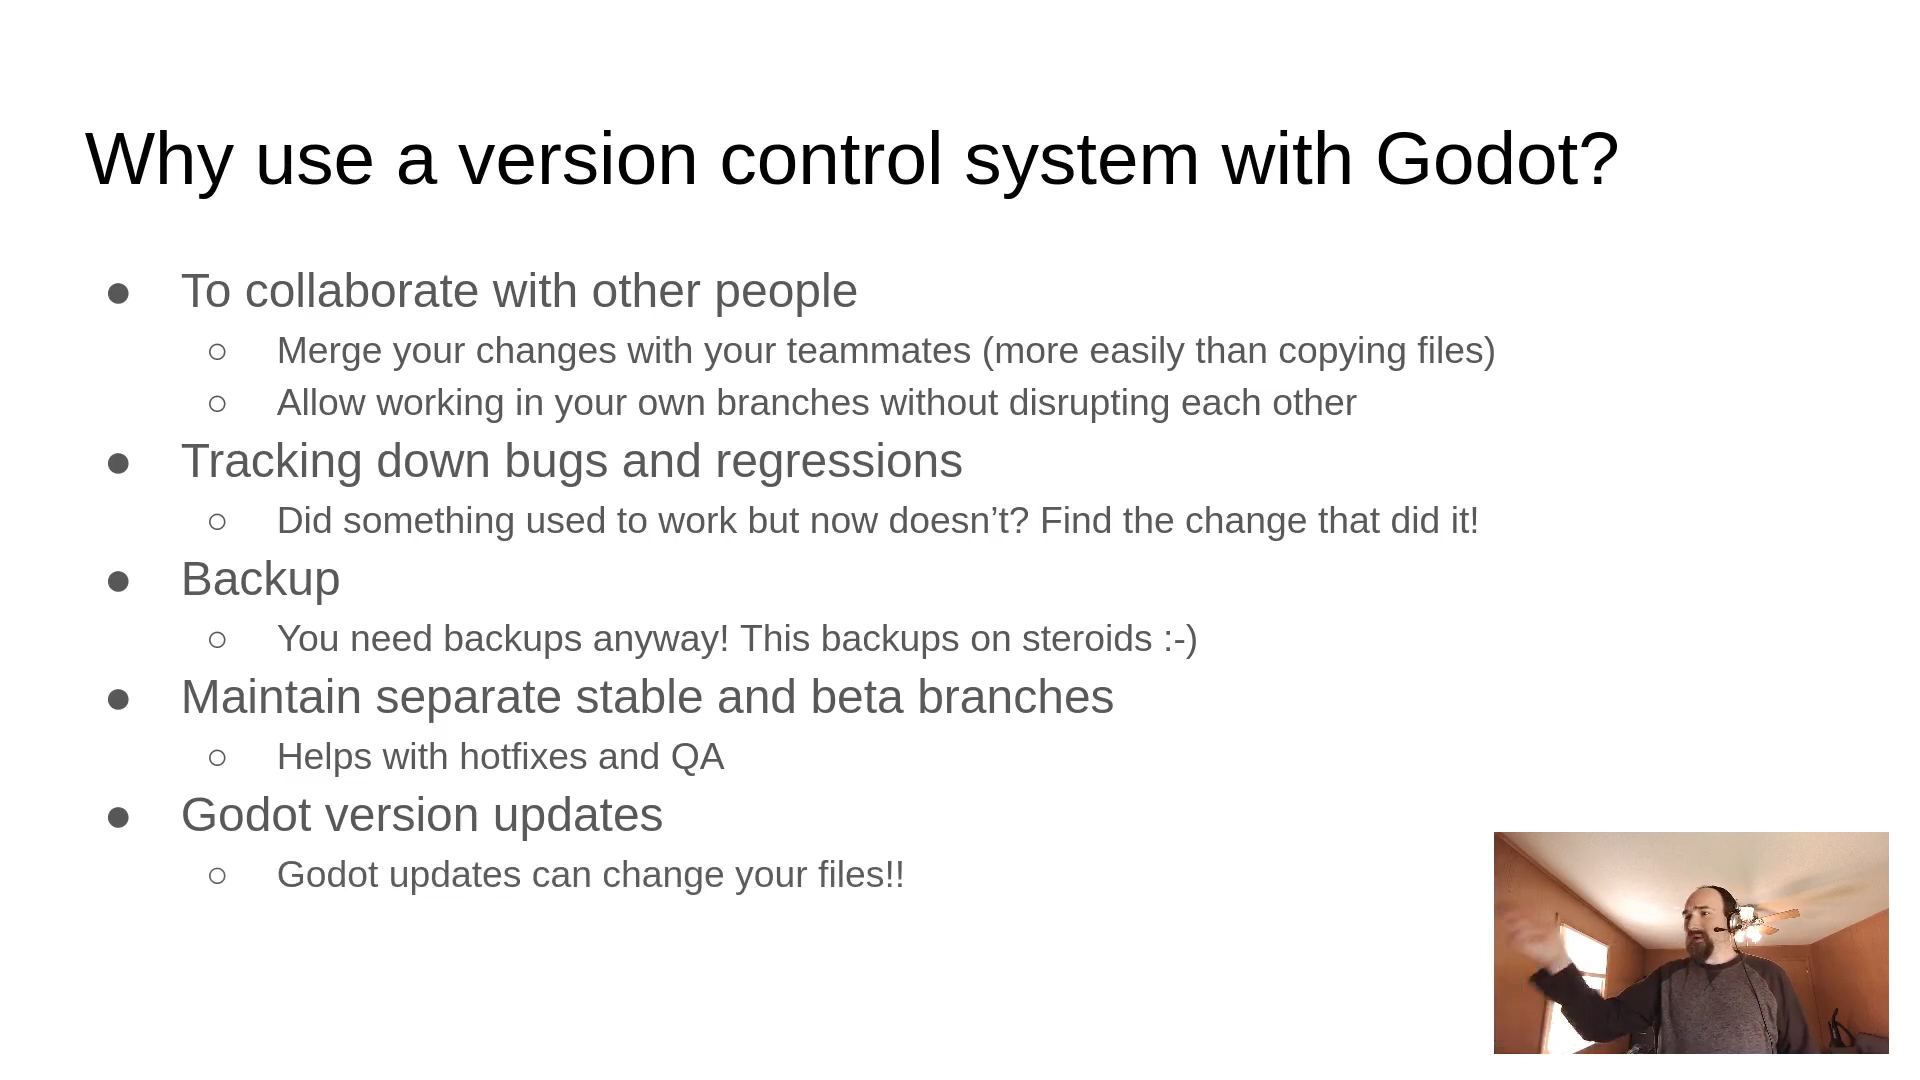 Why use a version control system with Godot?
● To collaborate with other people
○ Merge your changes with your teammates (more easily than copying files)
○ Allow working in your own branches without disrupting each other
● Tracking down bugs and regressions
○ Did something used to work but now doesn’t? Find the change that did it!
● Backup
○ You need backups anyway! This backups on steroids :-)
● Maintain separate stable and beta branches
○ Helps with hotfixes and QA
● Godot version updates
○ Godot updates can change your files!!